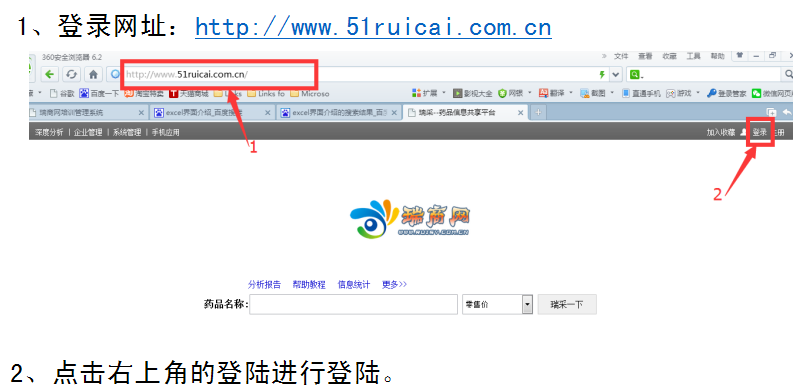 1、登录网址：http://www.51ruicai.com.cn
360安全浏览器 6.2
» 文件 查看 收藏 工具 帮助
http://www.51ruicai.com.cn/
谷歌 百度一下 淘宝特卖 天猫商城 Links Links fo Microso
扩展 影视大全 网银 翻译 截图 直通手机 游戏 登录管家 微信网页
瑞商网培训管理系统 excel界面介绍_百度搜 excel界面介绍的搜索结果_百 瑞采--药品信息共享平台
深度分析 | 企业管理 | 系统管理 | 手机应用
加入收藏 登录
1
2
瑞商网
分析报告 帮助教程 信息统计 更多>>
药品名称: 零售价 瑞采一下
2、点击右上角的登陆进行登陆。